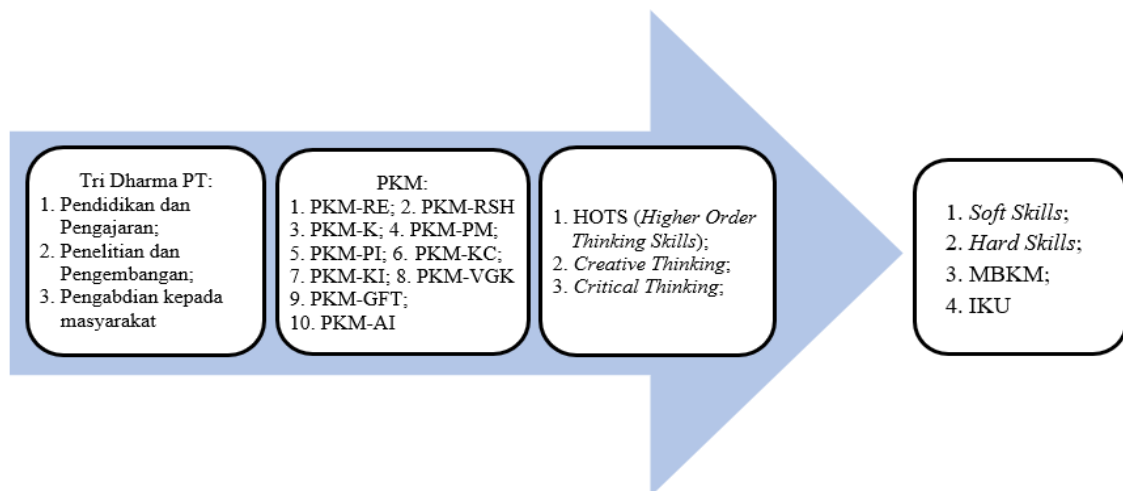 Tri Dharma PT:
1. Pendidikan dan
Pengajaran;
2. Penelitian dan
Pengembangan;
3. Pengabdian kepada
masyarakat
PKM:
1. PKM-RE; 2. PKM-RSH
3. PKM-K; 4. PKM-PM;
5. PKM-PI; 6. PKM-KC;
7. PKM-KI; 8. PKM-VGK
9. PKM-GFT;
10. PKM-AI
1. HOTS (Higher Order
Thinking Skills);
2. Creative Thinking;
3. Critical Thinking;
1. Soft Skills;
2. Hard Skills;
3. MBKM;
4. IKU